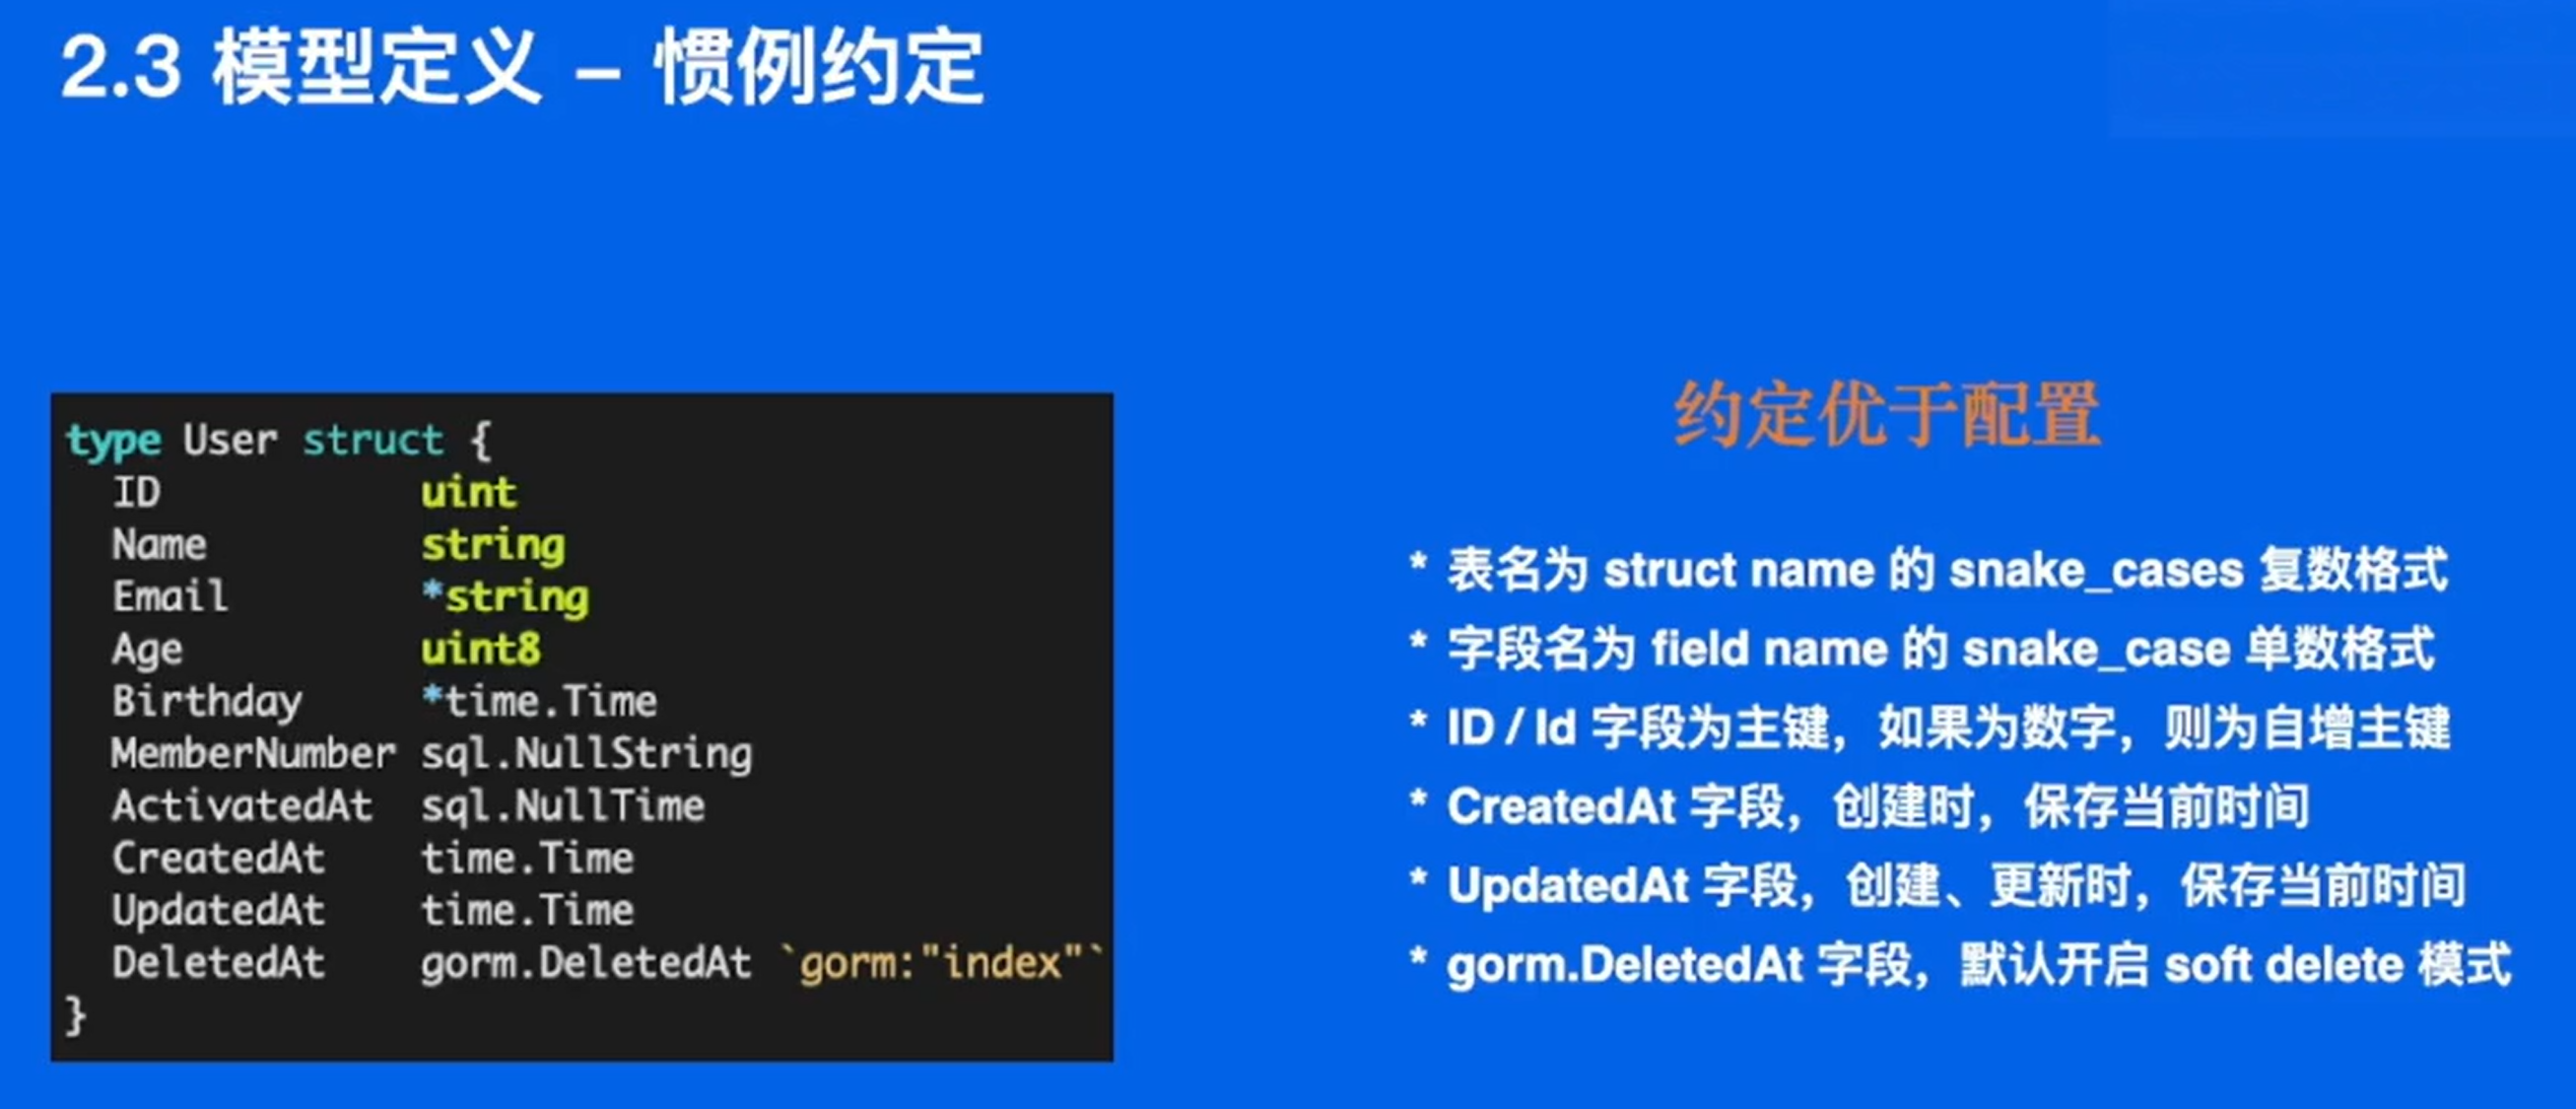 2.3 模型定义 – 惯例约定
type User struct {
ID uint
Name string
Email *string
Age uint8
Birthday *time.Time
MemberNumber sql.NullString
ActivatedAt sql.NullTime
CreatedAt time.Time
UpdatedAt time.Time
DeletedAt gorm.DeletedAt `gorm:"index"`
}
约定优于配置
* 表名为 struct name 的 snake_cases 复数格式
* 字段名为 field name 的 snake_case 单数格式
* ID / Id 字段为主键，如果为数字，则为自增主键
* CreatedAt 字段，创建时，保存当前时间
* UpdatedAt 字段，创建、更新时，保存当前时间
* gorm.DeletedAt 字段，默认开启 soft delete 模式